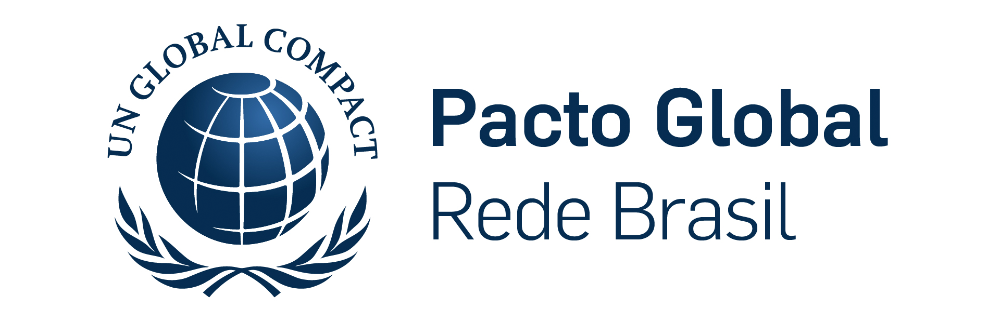 UN GLOBAL COMPACT
Pacto Global
Rede Brasil